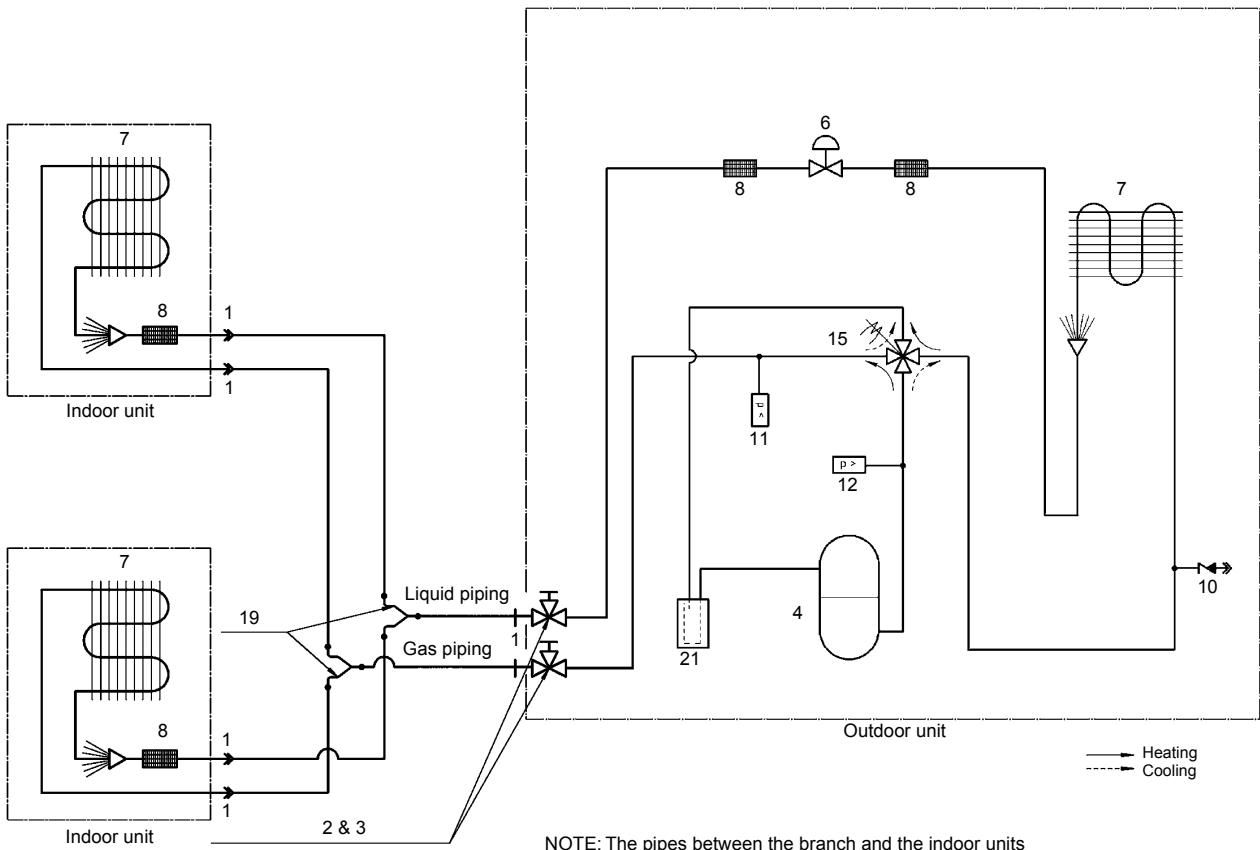 6
7
8
8
7
8
1
1
15
Indoor unit
p <
11
p >
12
7
10
Liquid piping
19
1
4
Gas piping
21
8
1
Outdoor unit
Heating
Cooling
1
Indoor unit
2 & 3
NOTE: The pipes between the branch and the indoor units